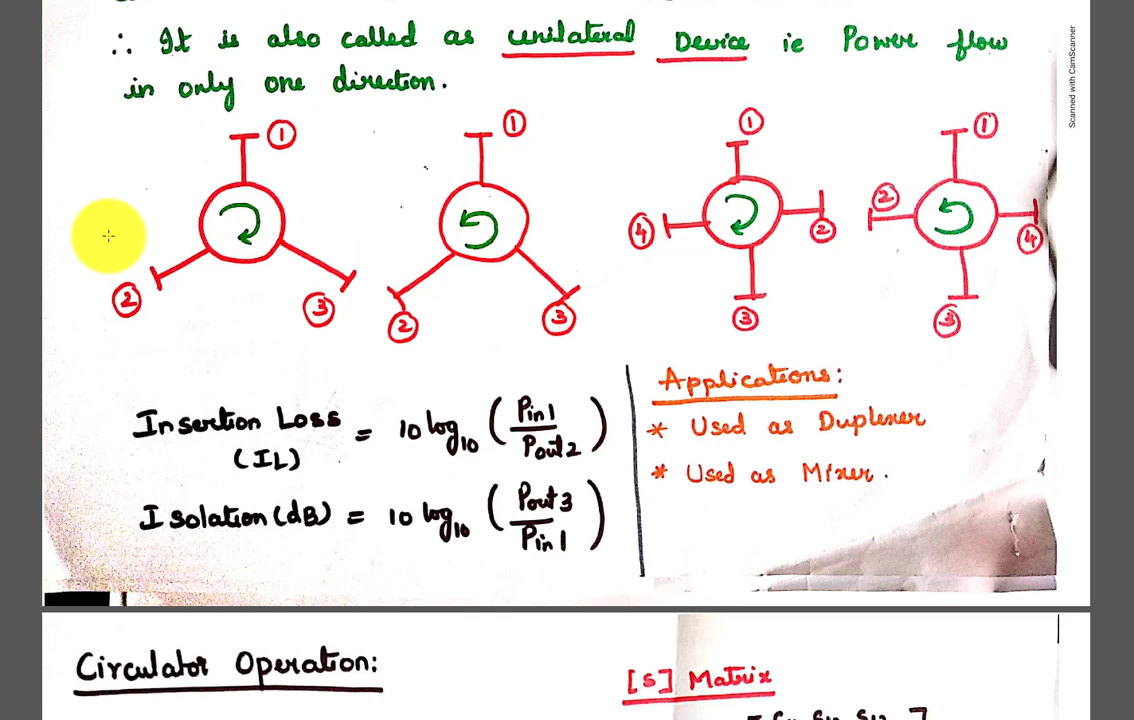 ∴ It is also called as unilateral Device ie Power flow
in only one direction.
1 1 1 1
2 3 2 3 4 2 3 2 4 3
Insertion Loss (IL) = 10 log10 (Pin1 / Pout2)
Isolation (dB) = 10 log10 (Pout3 / Pin1)
Applications:
* Used as Duplexer
* Used as Mixer.
Circulator Operation:
[S] Matrix
Scanned with CamScanner